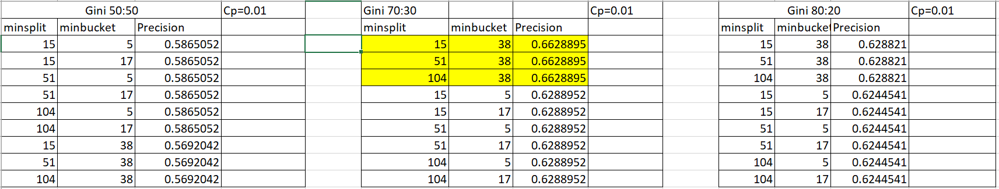 Gini 50:50 Cp=0.01 Gini 70:30 Cp=0.01 Gini 80:20 Cp=0.01
minsplit minbucket Precision minsplit minbucket Precision minsplit minbucket Precision
15 5 0.5865052 15 38 0.6628895 15 38 0.628821
15 17 0.5865052 51 38 0.6628895 51 38 0.628821
51 5 0.5865052 104 38 0.6628895 104 38 0.628821
51 17 0.5865052 15 5 0.6288952 15 5 0.6244541
104 5 0.5865052 15 17 0.6288952 15 17 0.6244541
104 17 0.5865052 51 5 0.6288952 51 5 0.6244541
15 38 0.5692042 51 17 0.6288952 51 17 0.6244541
51 38 0.5692042 104 5 0.6288952 104 5 0.6244541
104 38 0.5692042 104 17 0.6288952 104 17 0.6244541